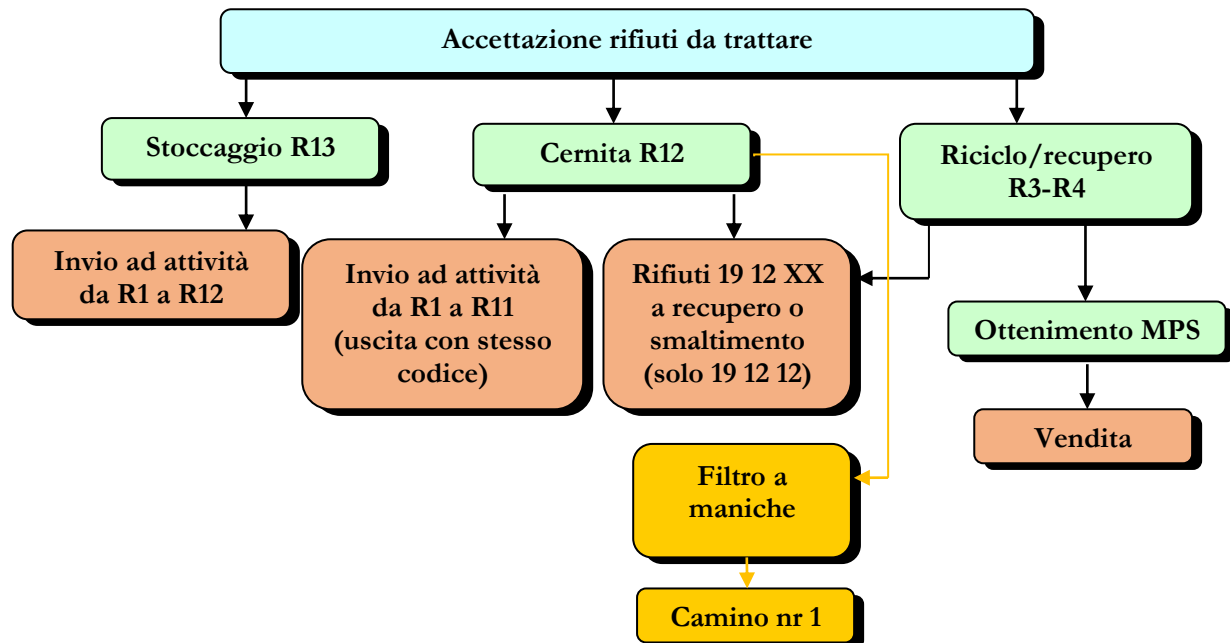 Accettazione rifiuti da trattare
Stoccaggio R13
Cernita R12
Riciclo/recupero
R3-R4
Invio ad attività
da R1 a R12
Invio ad attività
da R1 a R11
(uscita con stesso
codice)
Rifiuti 19 12 XX
a recupero o
smaltimento
(solo 19 12 12)
Ottenimento MPS
Vendita
Filtro a
maniche
Camino nr 1